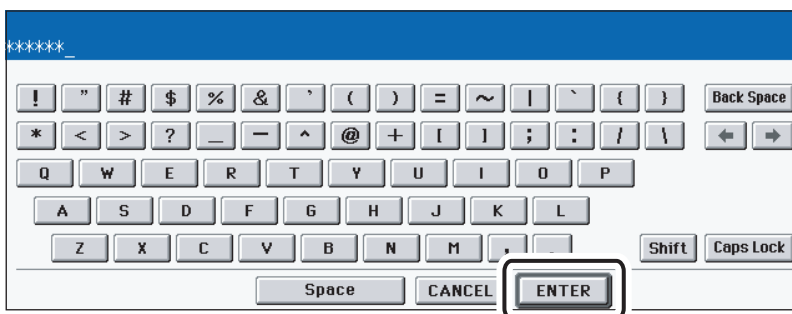 ******_
! " # $ % & ' ( ) = ~ | ` { } Back Space
* < > ? _ - ^ @ + [ ] ; : / \ ← →
Q W E R T Y U I O P
A S D F G H J K L
Z X C V B N M , . Shift Caps Lock
Space CANCEL ENTER